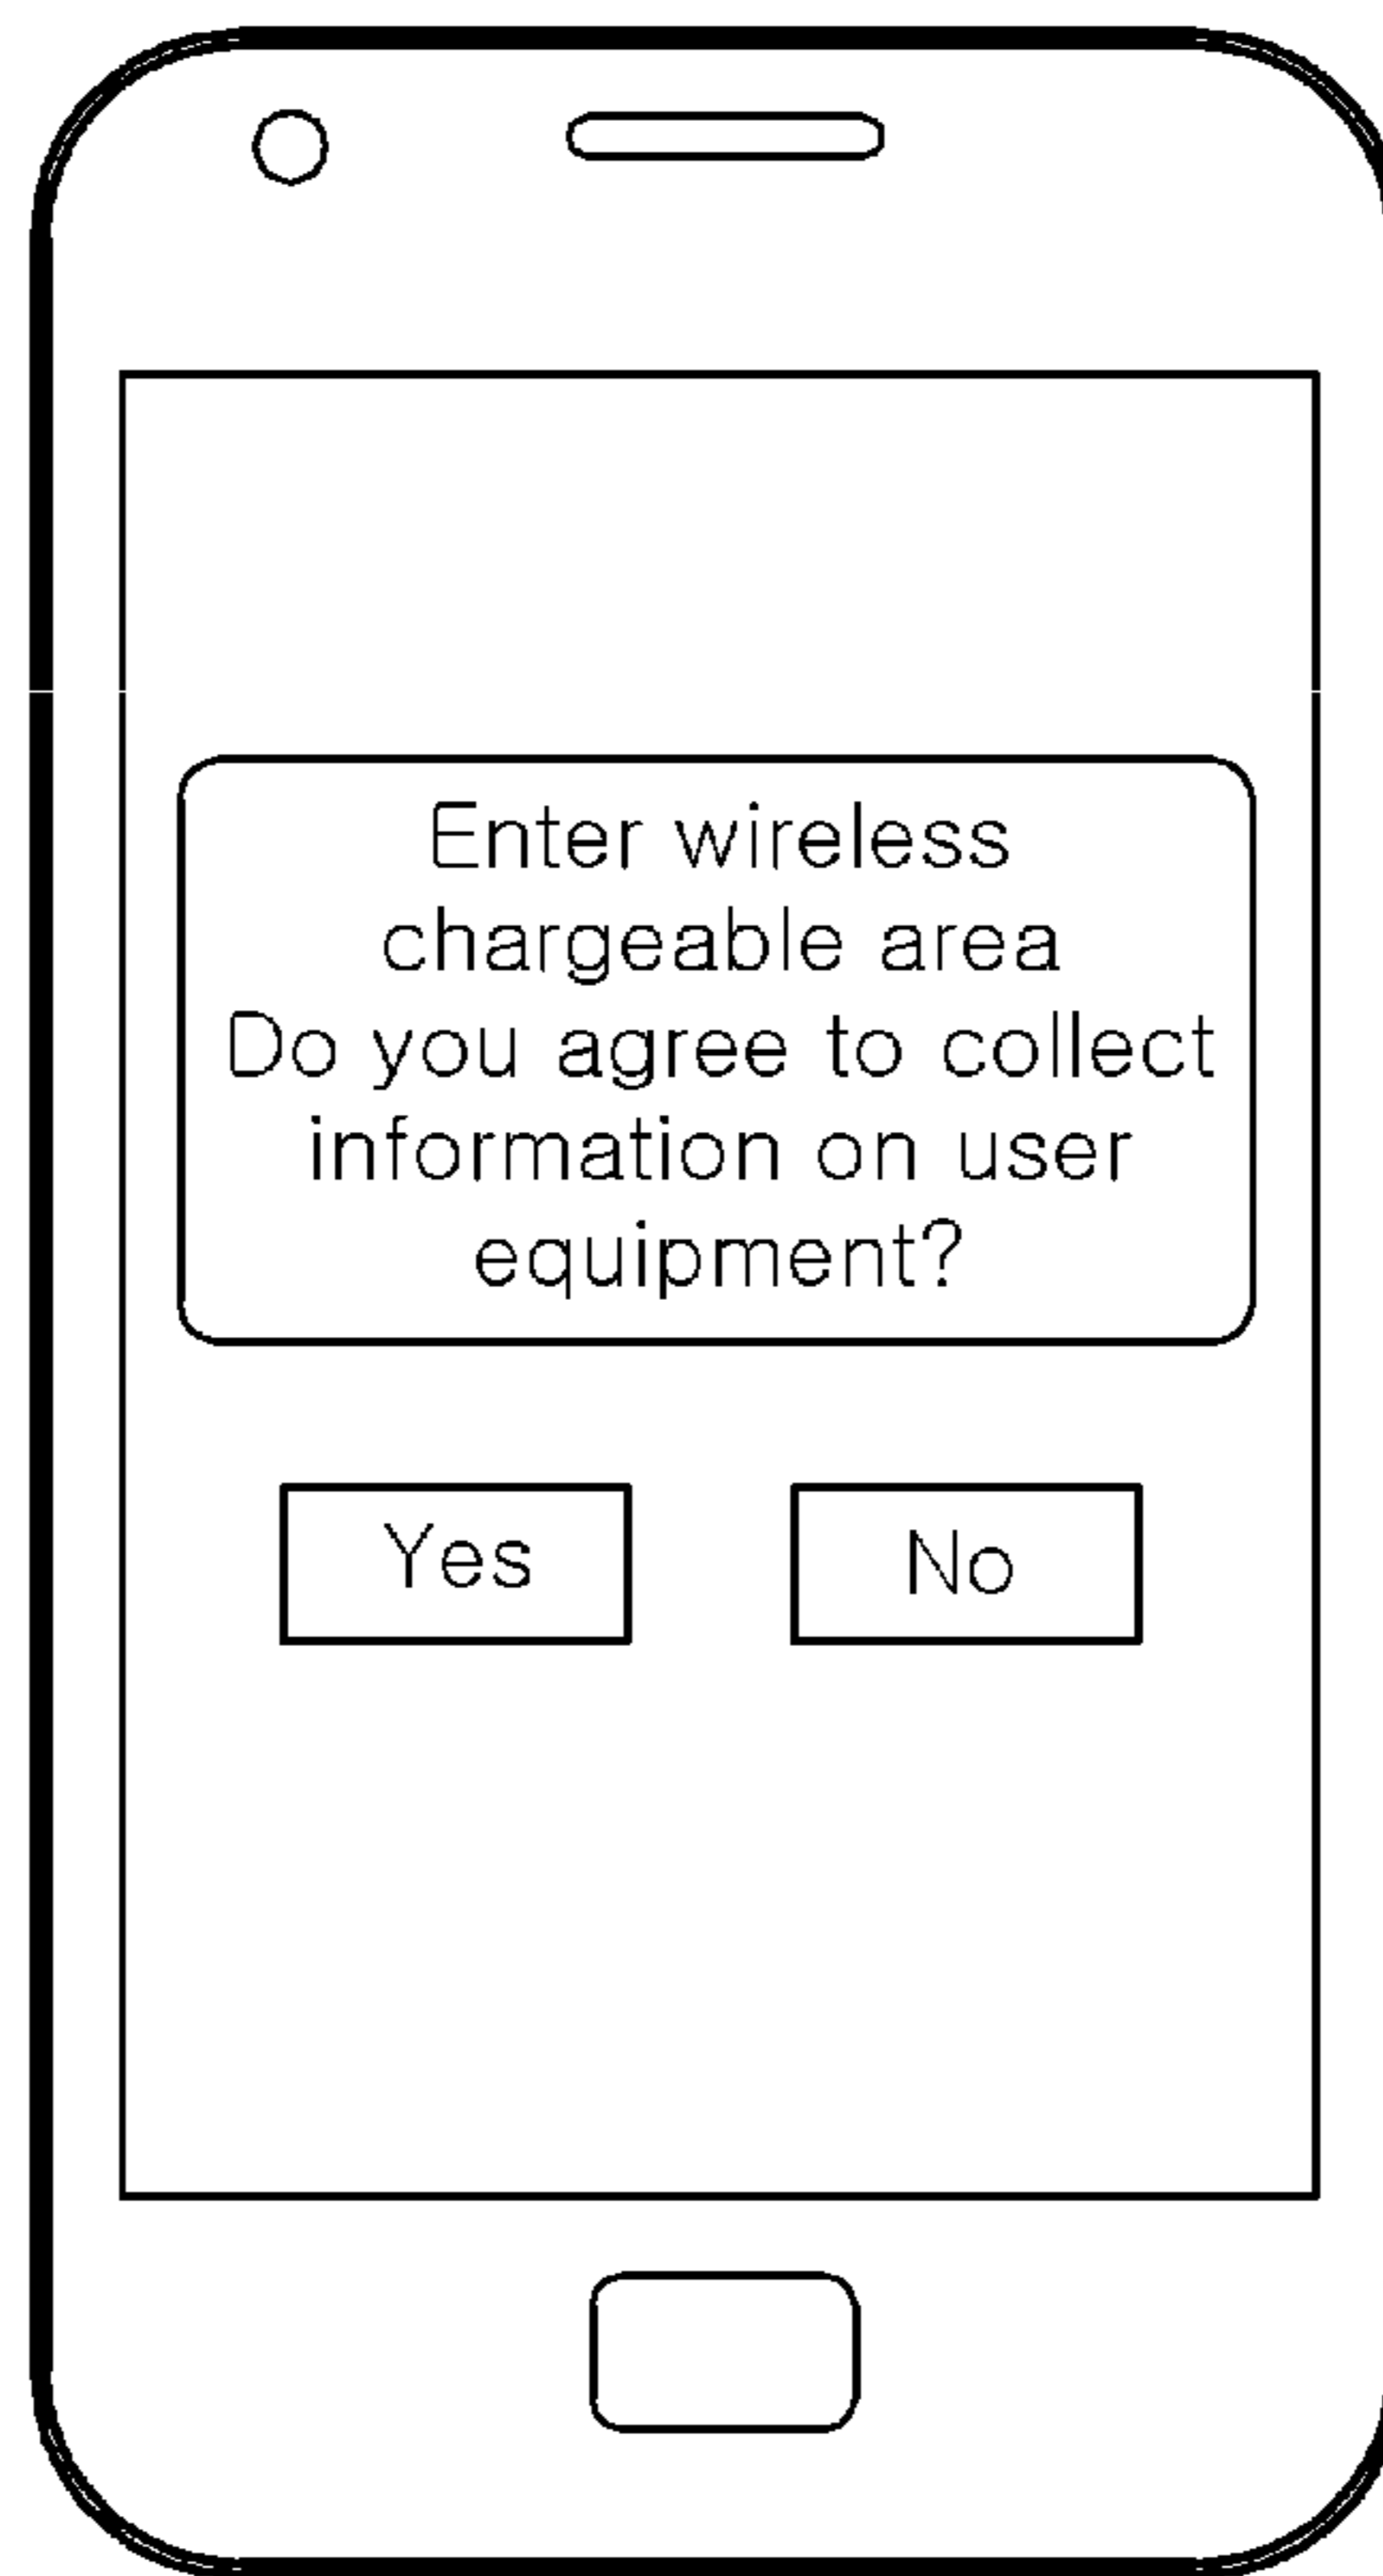 Enter wireless
chargeable area
Do you agree to collect
information on user
equipment?
Yes No